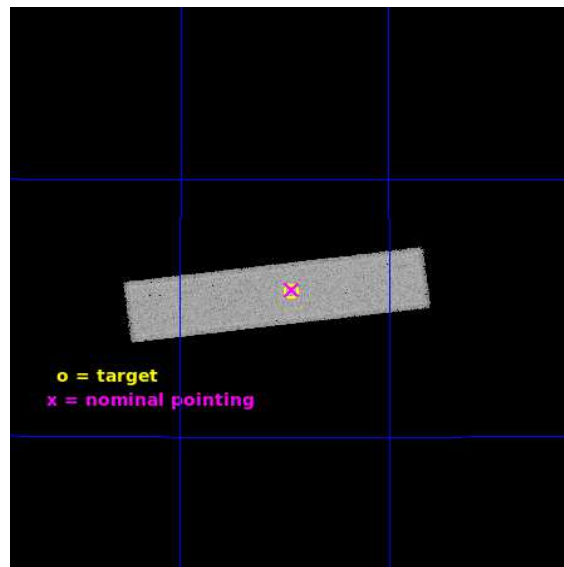 o = target
x = nominal pointing